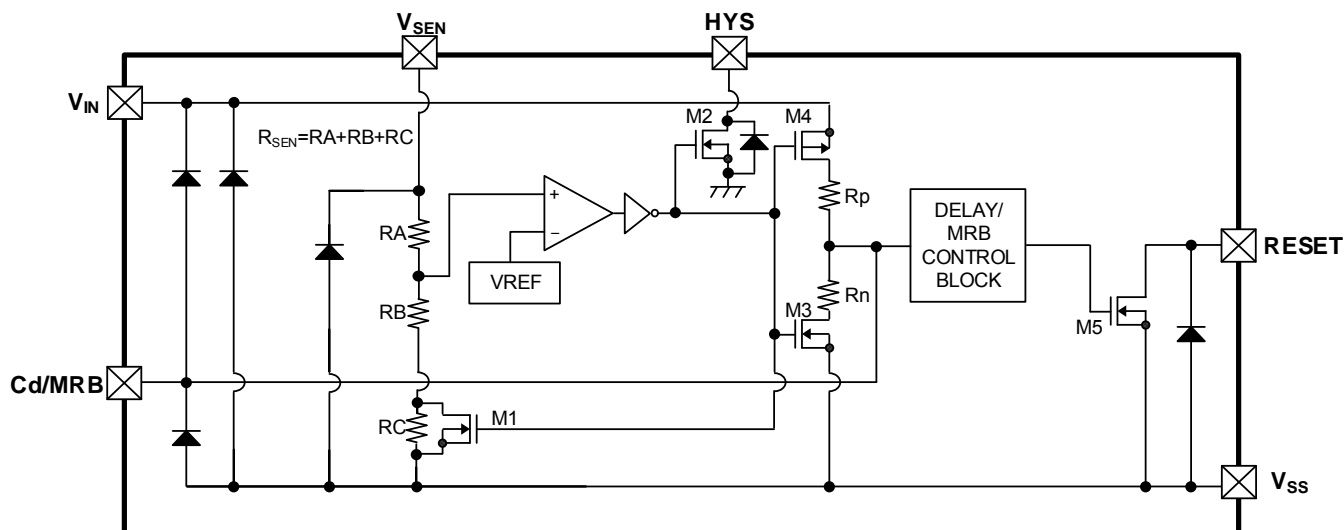 VSEN
HYS
VIN
M2
M4
RSEN=RA+RB+RC
Rp
+
−
RA
DELAY/
MRB
CONTROL
BLOCK
RESET
VREF
RB
Rn
M3
M5
Cd/MRB
RC
M1
VSS